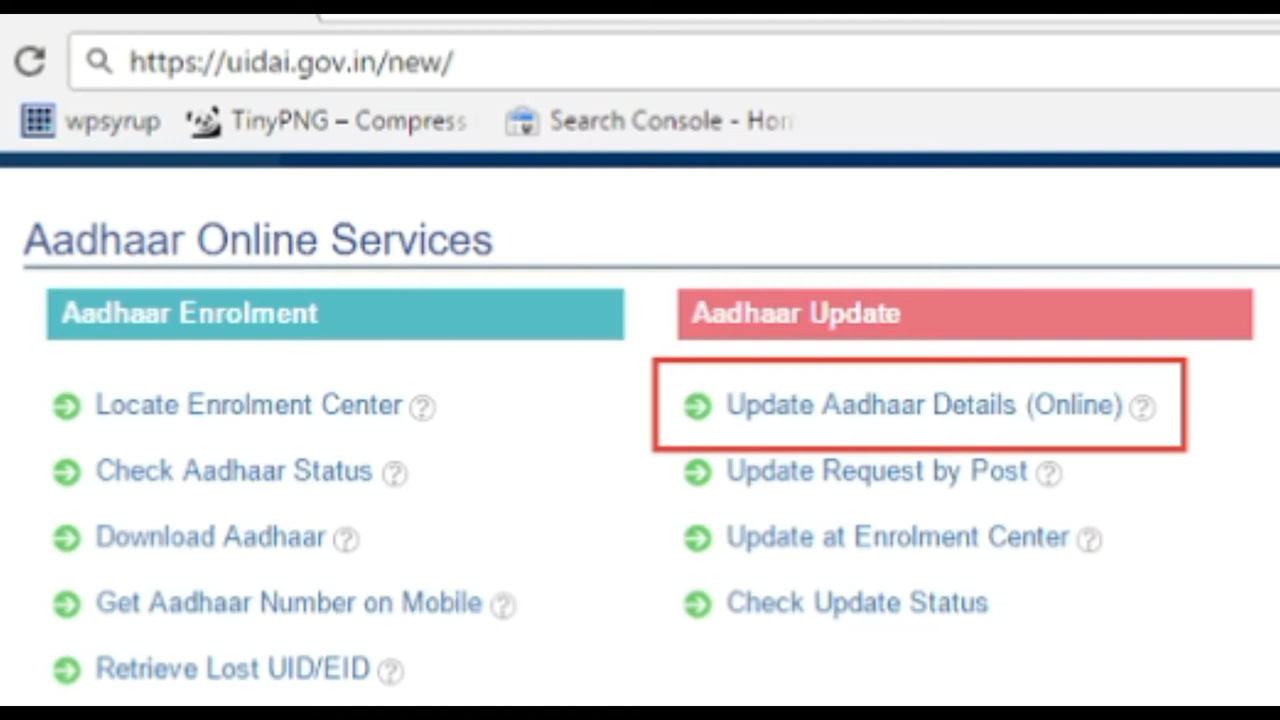 https://uidai.gov.in/new/
wpsyrup TinyPNG – Compress Search Console - Hom
Aadhaar Online Services
Aadhaar Enrolment
Locate Enrolment Center ?
Check Aadhaar Status ?
Download Aadhaar ?
Get Aadhaar Number on Mobile ?
Retrieve Lost UID/EID ?
Aadhaar Update
Update Aadhaar Details (Online) ?
Update Request by Post ?
Update at Enrolment Center ?
Check Update Status